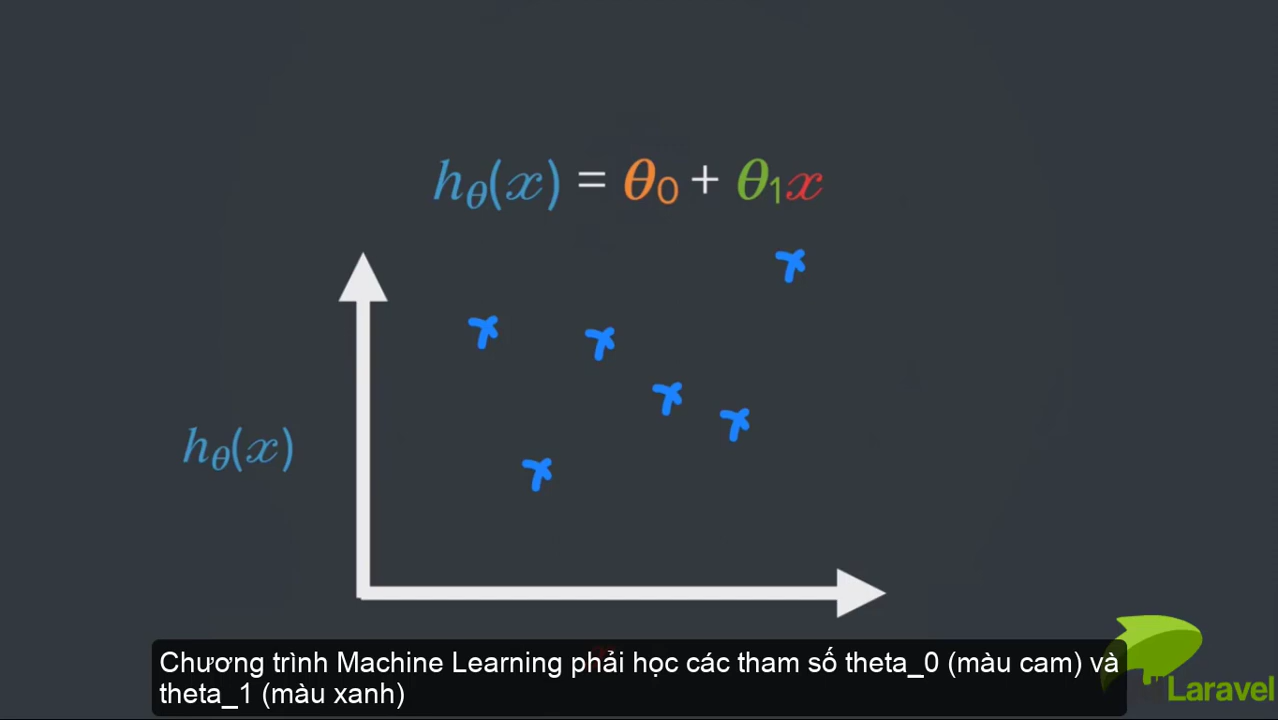 hθ(x) = θ0 + θ1x
hθ(x)
Chương trình Machine Learning phải học các tham số theta_0 (màu cam) và
theta_1 (màu xanh)
Laravel